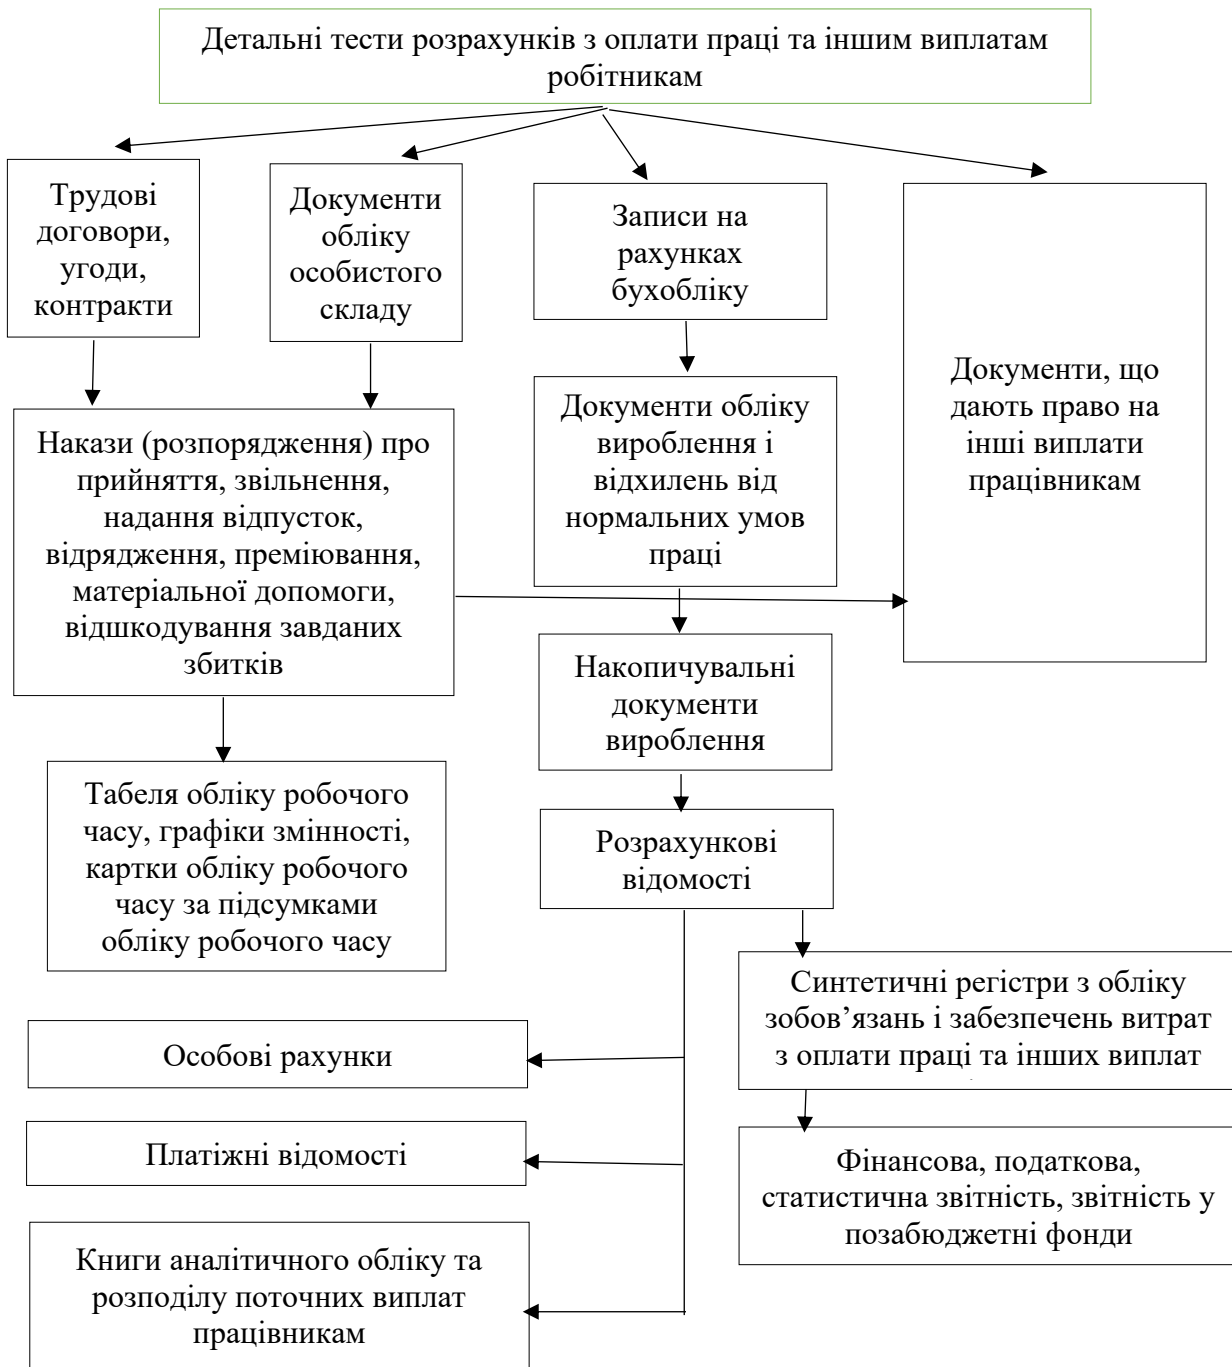 Детальні тести розрахунків з оплати праці та іншим виплатам
робітникам
Трудові
договори,
угоди,
контракти
Документи
обліку
особистого
складу
Записи на
рахунках
бухобліку
Документи, що
дають право на
інші виплати
працівникам
Накази (розпорядження) про
прийняття, звільнення,
надання відпусток,
відрядження, преміювання,
матеріальної допомоги,
відшкодування завданих
збитків
Документи обліку
вироблення і
відхилень від
нормальних умов
праці
Накопичувальні
документи
вироблення
Табеля обліку робочого
часу, графіки змінності,
картки обліку робочого
часу за підсумками
обліку робочого часу
Розрахункові
відомості
Синтетичні регістри з обліку
зобов’язань і забезпечень витрат
з оплати праці та інших виплат
Особові рахунки
Платіжні відомості
Фінансова, податкова,
статистична звітність, звітність у
позабюджетні фонди
Книги аналітичного обліку та
розподілу поточних виплат
працівникам